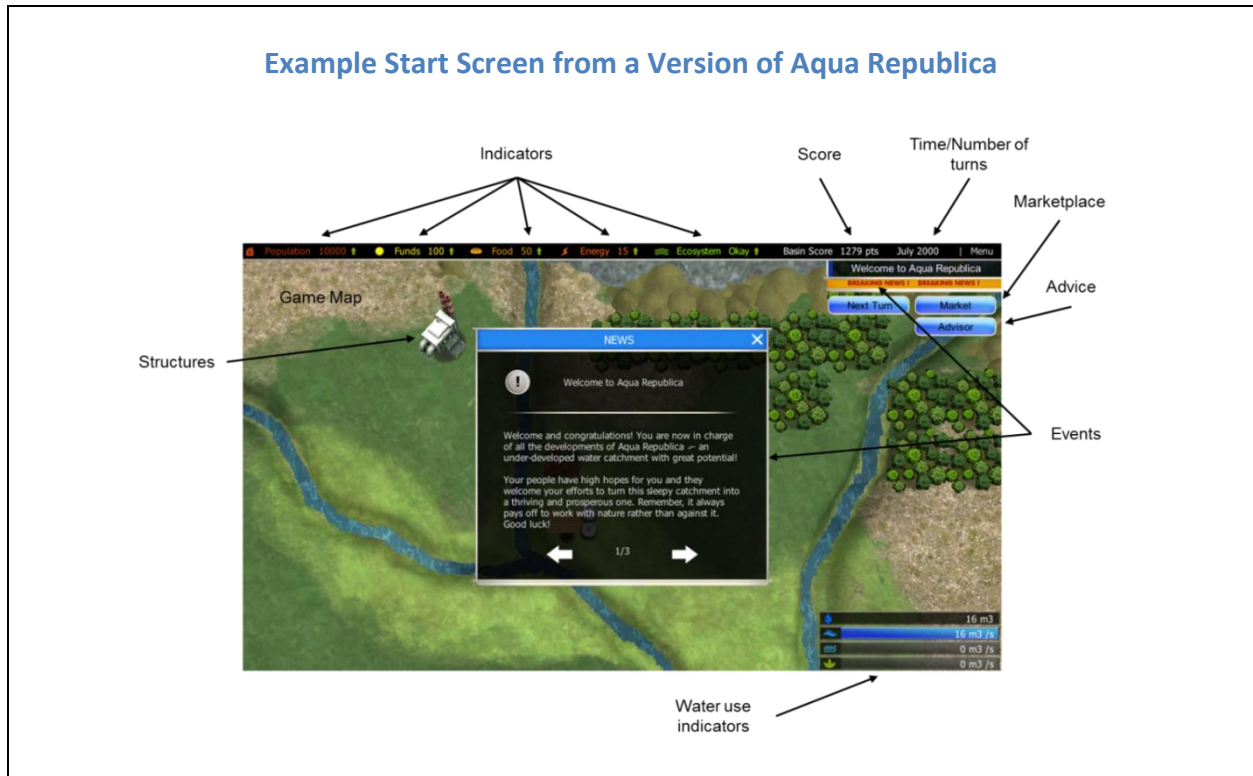 Example Start Screen from a Version of Aqua Republica
Indicators
Score
Time/Number of
turns
Marketplace
Population 10000
Funds 100
Food 50
Energy 15
Ecosystem Okay
Basin Score 1279 pts
July 2000
| Menu
Welcome to Aqua Republica
BREAKING NEWS ! BREAKING NEWS !
Game Map
Next Turn
Market
Advice
Advisor
Structures
NEWS
Welcome to Aqua Republica
Welcome and congratulations! You are now in charge
of all the developments of Aqua Republica – an
under-developed water catchment with great potential!
Your people have high hopes for you and they
welcome your efforts to turn this sleepy catchment into
a thriving and prosperous one. Remember, it always
pays off to work with nature rather than against it.
Good luck!
1/3
Events
16 m3
16 m3 /s
0 m3 /s
0 m3 /s
Water use
indicators